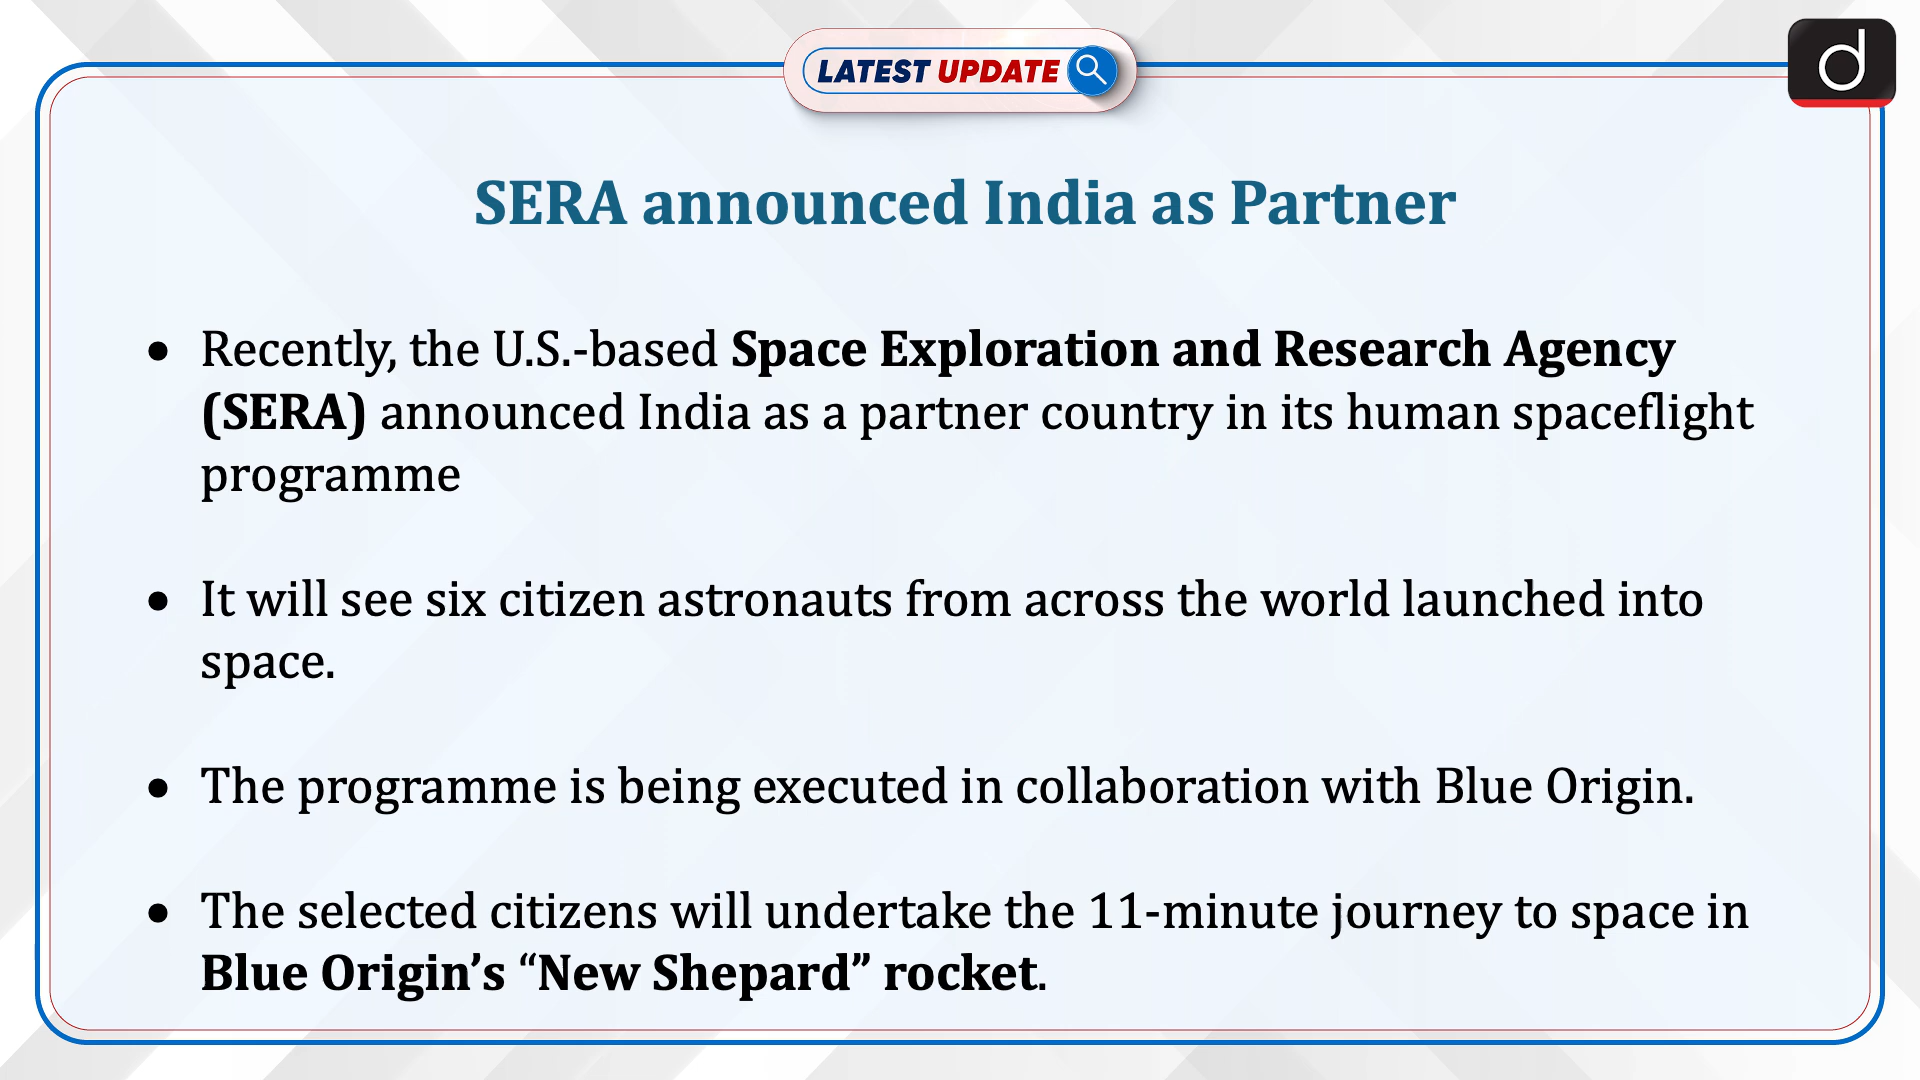 LATEST UPDATE
d
SERA announced India as Partner
• Recently, the U.S.-based Space Exploration and Research Agency
(SERA) announced India as a partner country in its human spaceflight
programme
• It will see six citizen astronauts from across the world launched into
space.
• The programme is being executed in collaboration with Blue Origin.
• The selected citizens will undertake the 11-minute journey to space in
Blue Origin’s “New Shepard” rocket.